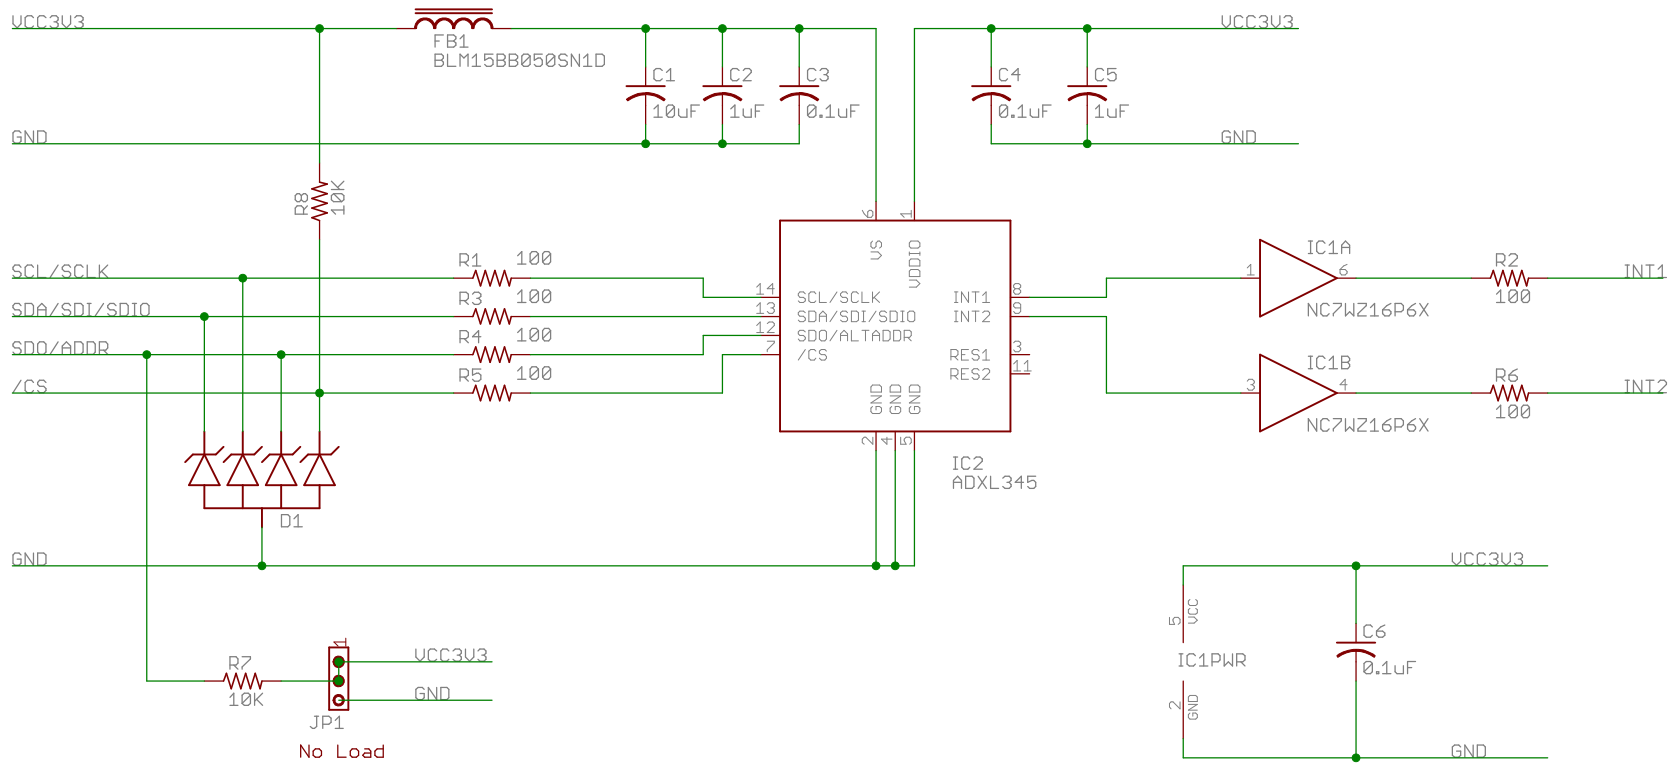 VCC3V3
FB1
BLM15BB050SN1D
C1
10uF
C2
1uF
C3
0.1uF
C4
0.1uF
C5
1uF
VCC3V3
GND
GND
R8
10K
SCL/SCLK
SDA/SDI/SDIO
SDO/ADDR
/CS
R1 100
R3 100
R4 100
R5 100
14
13
12
7
6
1
VS
VDDIO
SCL/SCLK
SDA/SDI/SDIO
SDO/ALTADDR
/CS
INT1
INT2
RES1
RES2
8
9
3
11
GND
GND
GND
2
4
5
IC2
ADXL345
1
IC1A
6
NC7WZ16P6X
R2
100
INT1
3
IC1B
4
NC7WZ16P6X
R6
100
INT2
D1
GND
R7
10K
1
VCC3V3
GND
JP1
No Load
VCC3V3
5
VCC
IC1PWR
2
GND
C6
0.1uF
GND